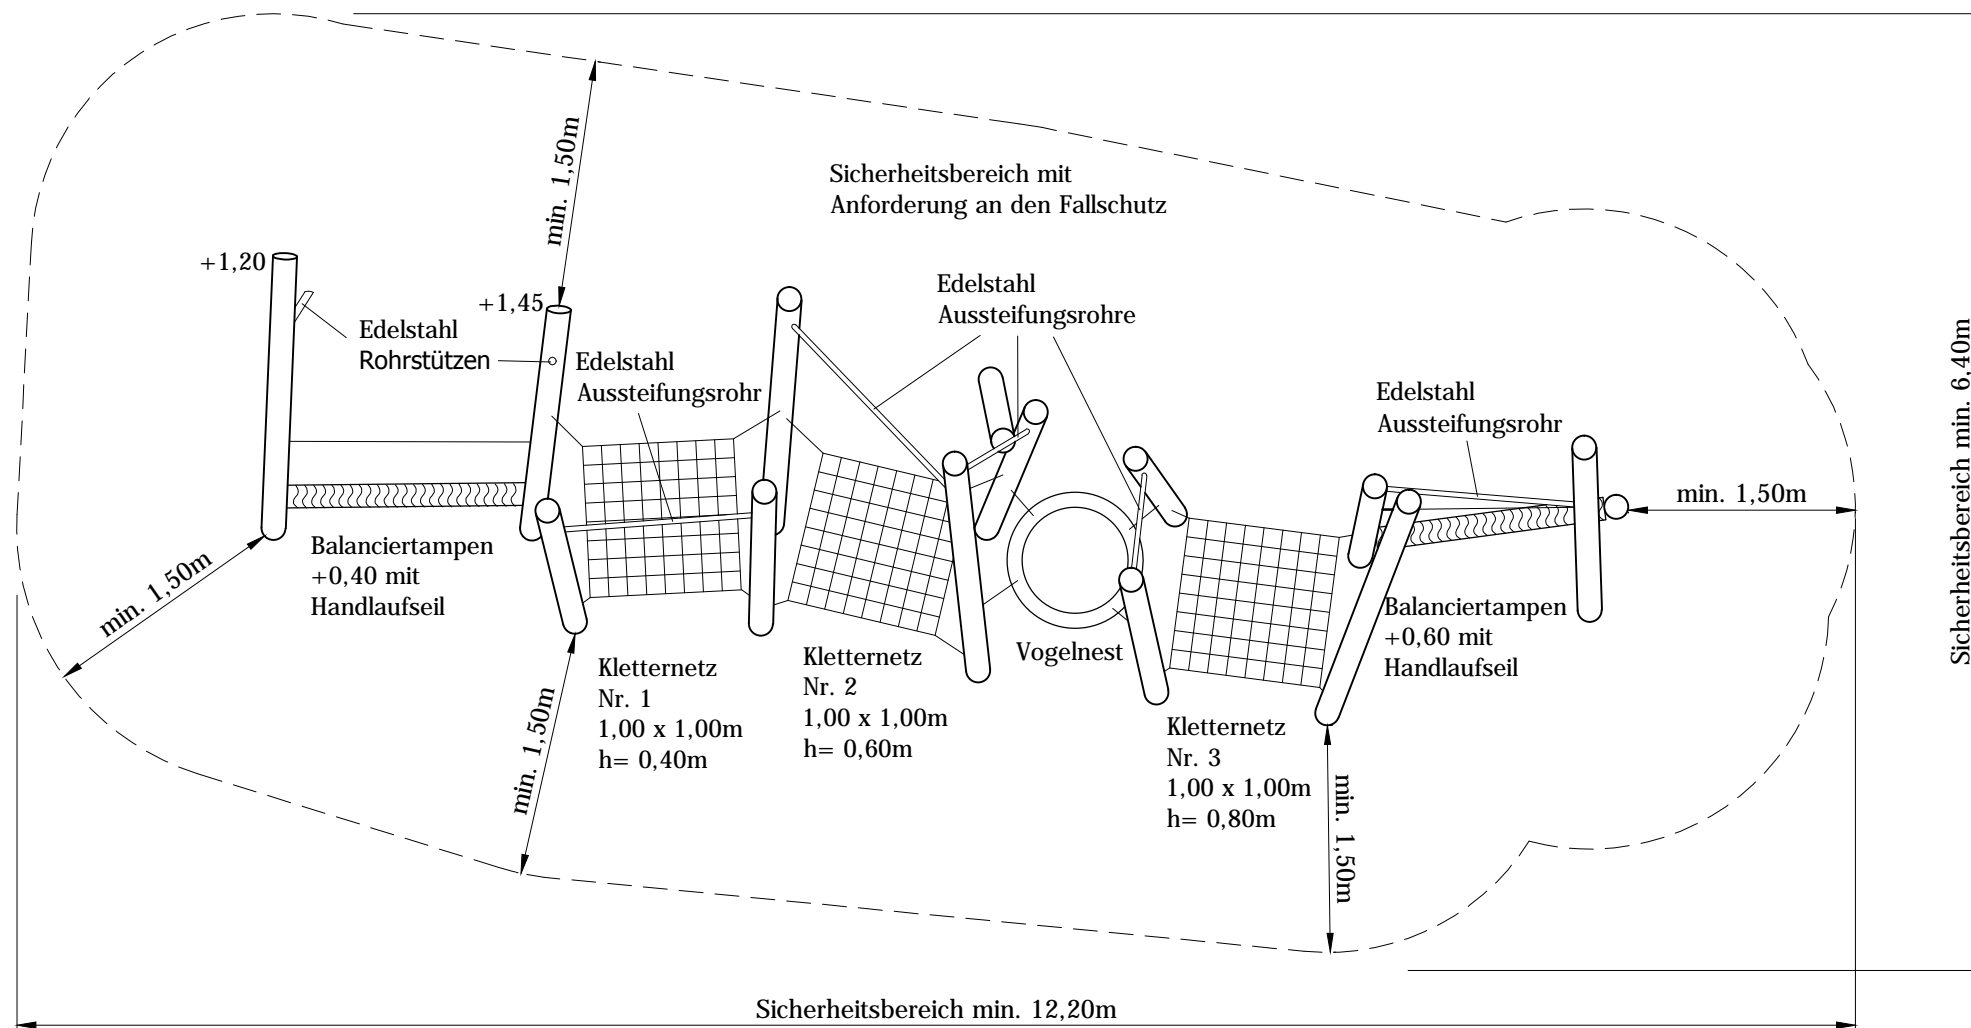 min. 1,50m
Sicherheitsbereich mit
Anforderung an den Fallschutz
+1,20
+1,45
Edelstahl
Rohrstützen
Edelstahl
Aussteifungsrohr
Edelstahl
Aussteifungsrohre
Edelstahl
Aussteifungsrohr
min. 1,50m
Sicherheitsbereich min. 6,40m
min. 1,50m
Balanciertampen
+0,40 mit
Handlaufseil
Kletternetz
Nr. 1
1,00 x 1,00m
h= 0,40m
min. 1,50m
Kletternetz
Nr. 2
1,00 x 1,00m
h= 0,60m
Vogelnest
Kletternetz
Nr. 3
1,00 x 1,00m
h= 0,80m
Balanciertampen
+0,60 mit
Handlaufseil
min. 1,50m
Sicherheitsbereich min. 12,20m